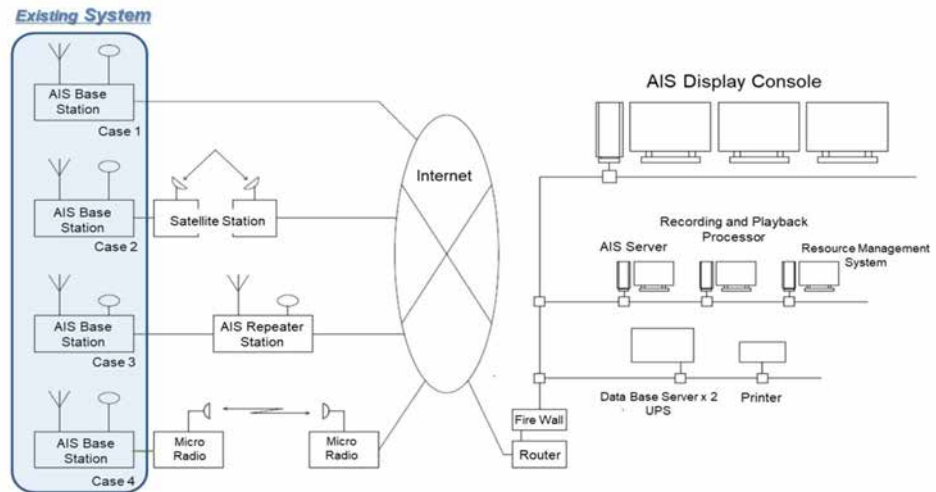 Existing System
AIS Base
Station
Case 1
AIS Base
Station
Case 2
Satellite Station
AIS Base
Station
Case 3
AIS Repeater
Station
AIS Base
Station
Case 4
Micro
Radio
Micro
Radio
Internet
Fire Wall
Router
AIS Display Console
AIS Server
Recording and Playback
Processor
Resource Management
System
Data Base Server x 2
UPS
Printer